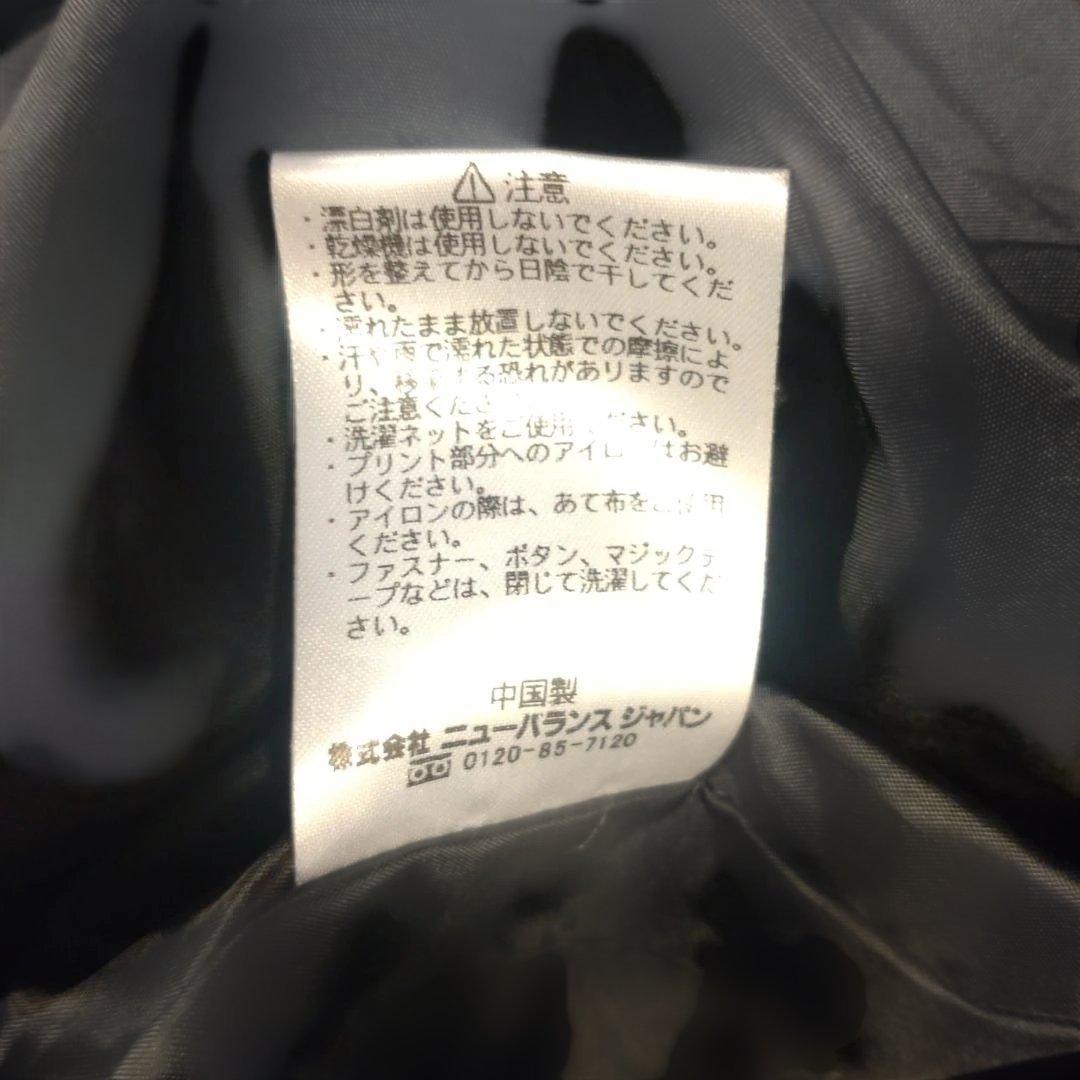 注意
・漂白剤は使用しないでください。
・乾燥機は使用しないでください。
・形を整えてから日陰で干してくだ
さい。
・濡れたまま放置しないでください。
・汗や雨で濡れた状態での摩擦によ
り、る恐れがありますので
ご注意くださ
・洗濯ネットをご使用ください。
・プリント部分へのアイロンはお避
けください。
・アイロンの際は、あて布をご使用
ください。
・ファスナー、ボタン、マジックテ
ープなどは、閉じて洗濯してくだ
さい。
中国製
株式会社 ニューバランス ジャパン
0120-85-7120